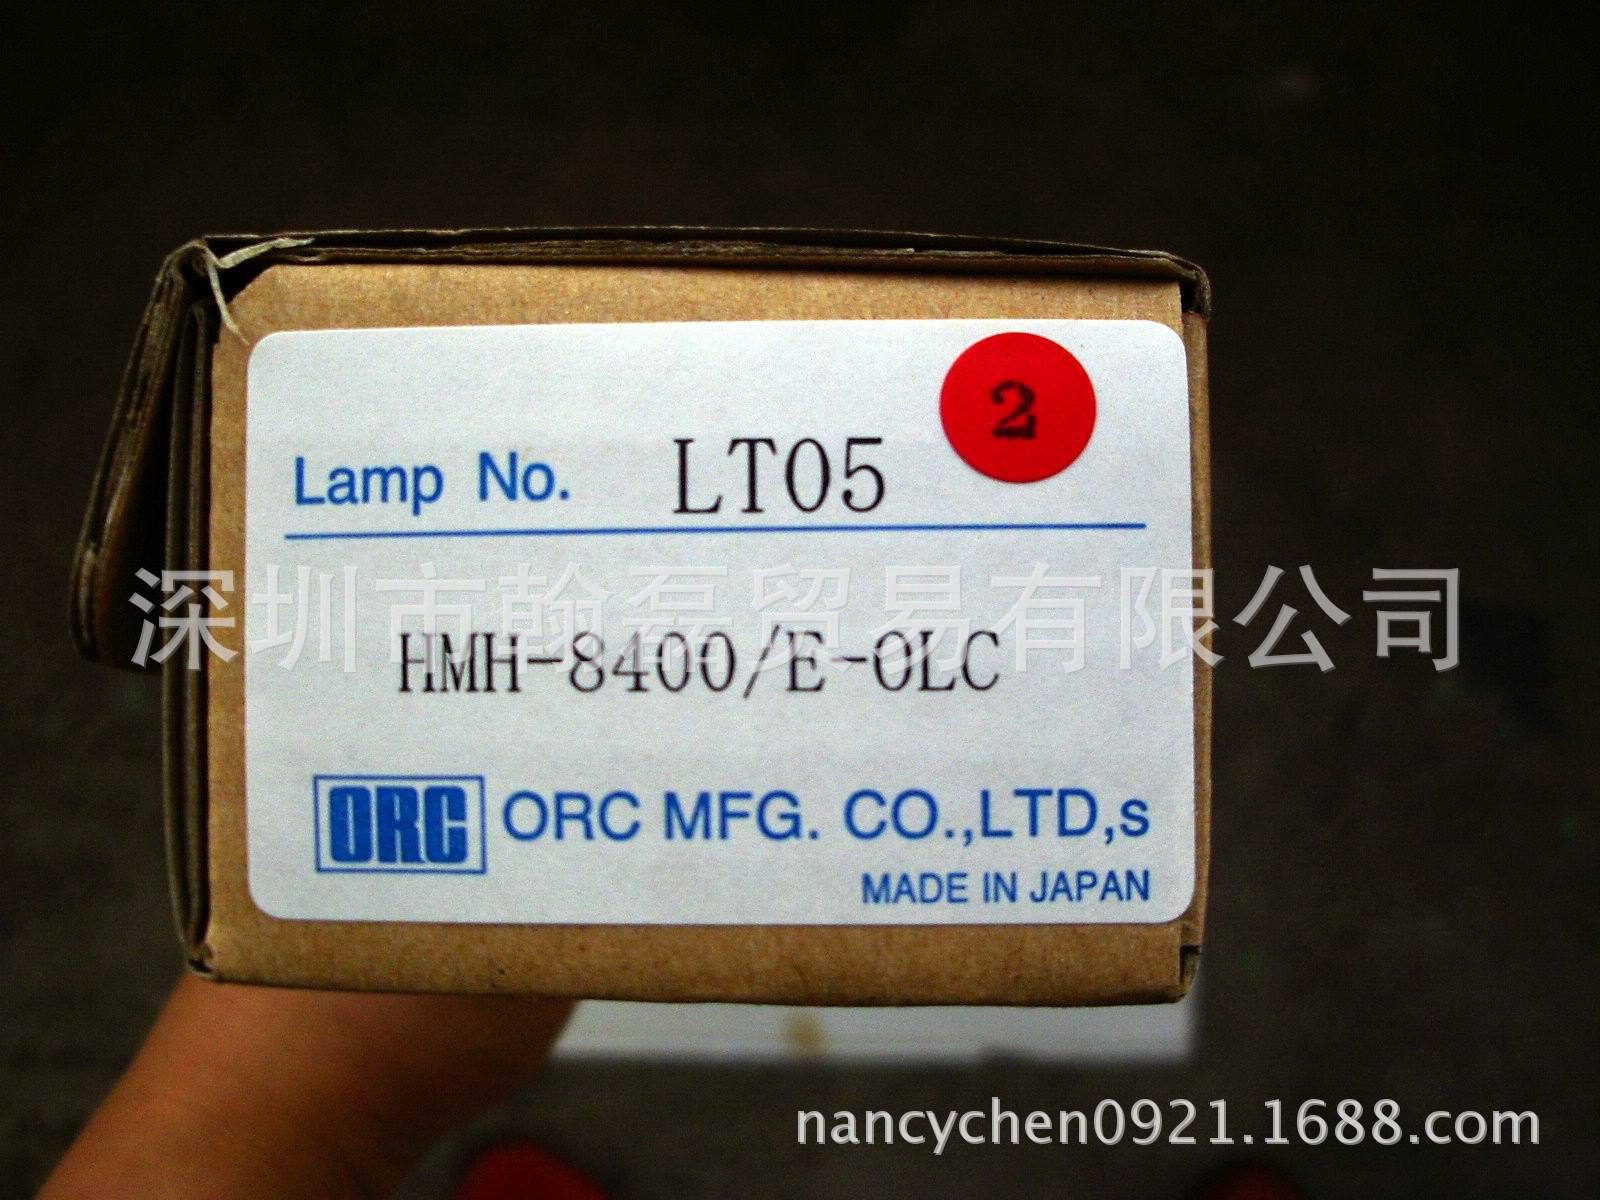 2
Lamp No. LT05
深圳市翰磊贸易有限公司
HMH-8400/E-OLC
ORC ORC MFG. CO.,LTD,s
MADE IN JAPAN
nancychen0921.1688.com